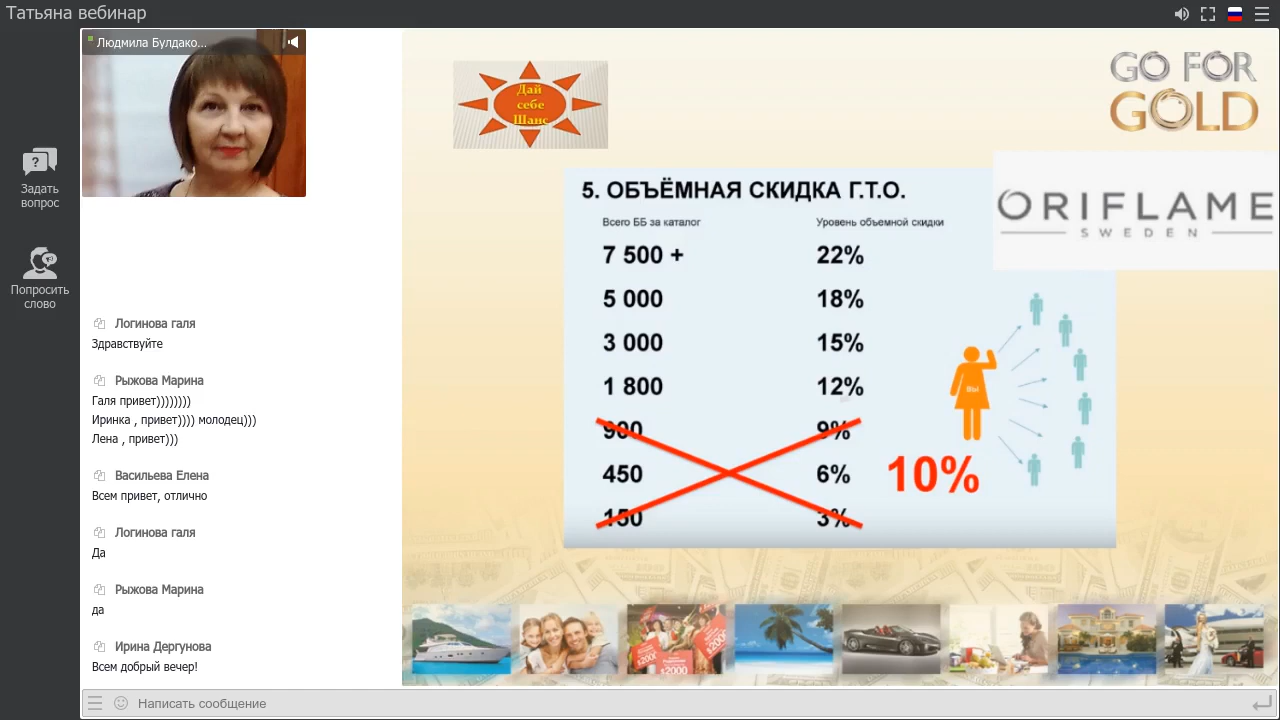 Татьяна вебинар
Людмила Булдако...
Задать
вопрос
Попросить
слово
Логинова галя
Здравствуйте
Рыжова Марина
Галя привет))))))))
Иринка , привет)))) молодец)))
Лена , привет)))
Васильева Елена
Всем привет, отлично
Логинова галя
Да
Рыжова Марина
да
Ирина Дергунова
Всем добрый вечер!
Написать сообщение
Дай
себе
Шанс
GO FOR
GOLD
ORIFLAME
SWEDEN
5. ОБЪЁМНАЯ СКИДКА Г.Т.О.
Всего ББ за каталог Уровень объемной скидки
7 500 + 22%
5 000 18%
3 000 15%
1 800 12%
900 9%
450 6%
150 3%
10%
Вы
$2000